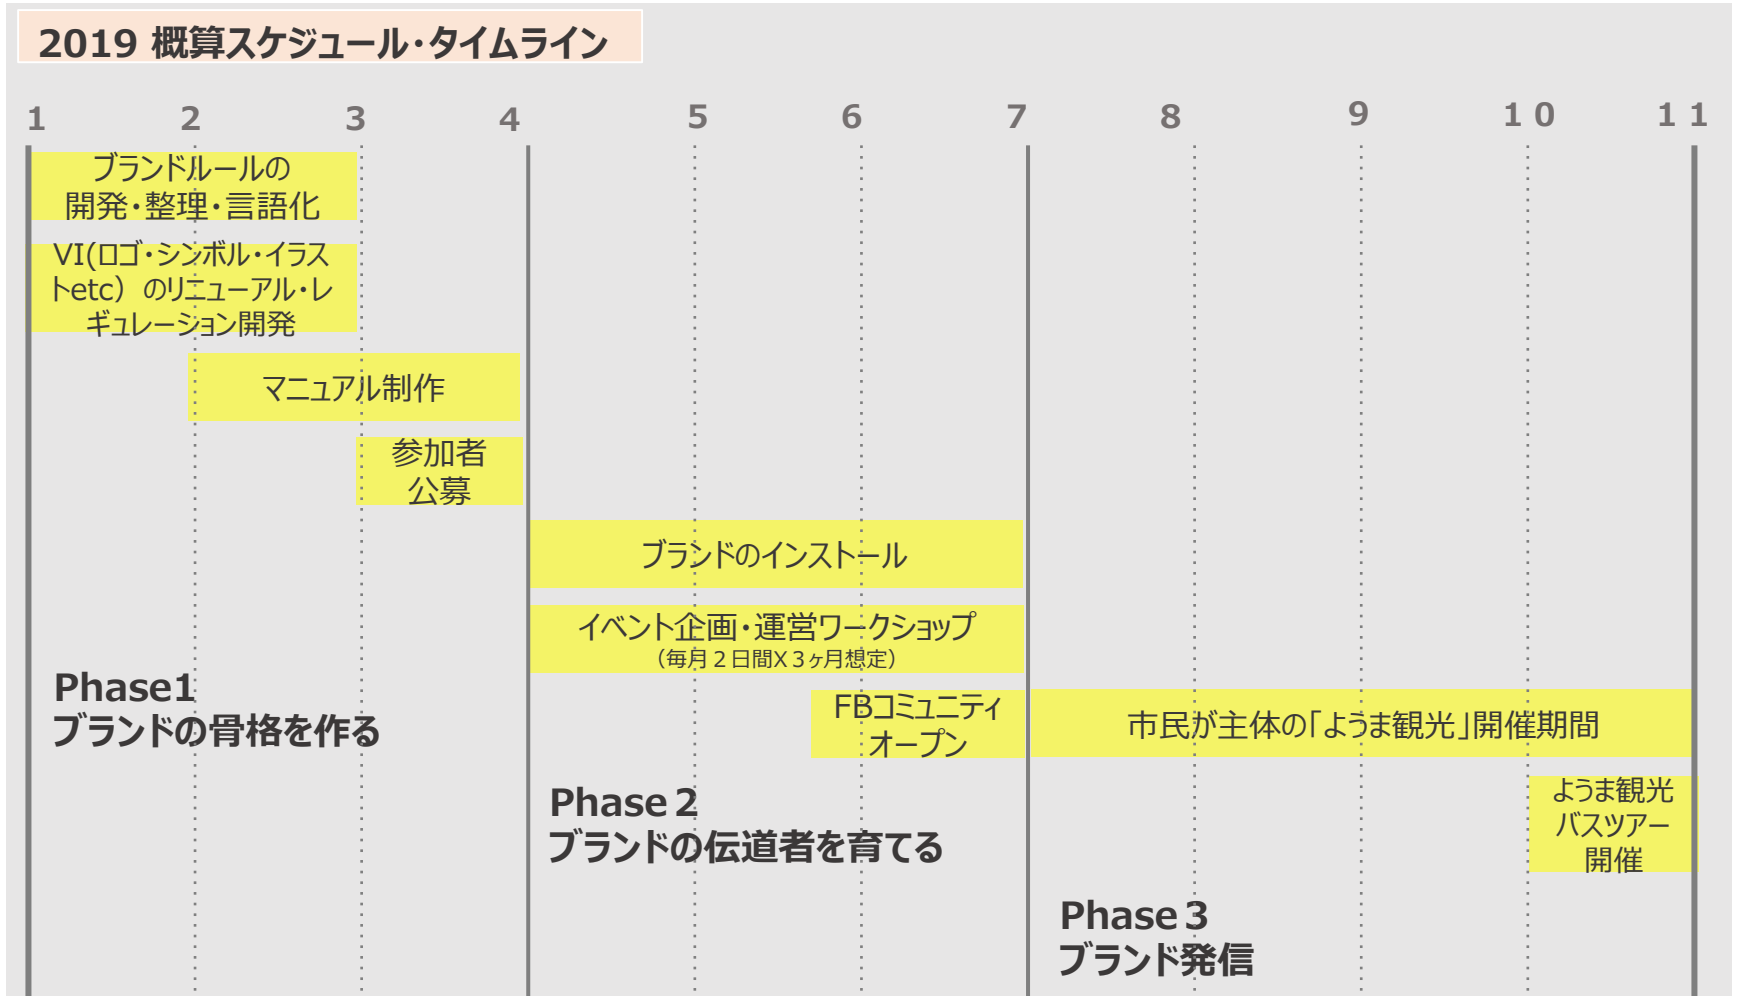 2019 概算スケジュール・タイムライン
1 2 3 4 5 6 7 8 9 10 11
ブランドルールの
開発・整理・言語化
VI(ロゴ・シンボル・イラス
トetc）のリニューアル・レ
ギュレーション開発
マニュアル制作
参加者
公募
ブランドのインストール
イベント企画・運営ワークショップ
（毎月２日間X３ヶ月想定）
Phase1
ブランドの骨格を作る
FBコミュニティ
オープン
市民が主体の「ようま観光」開催期間
ようま観光
バスツアー
開催
Phase２
ブランドの伝道者を育てる
Phase３
ブランド発信